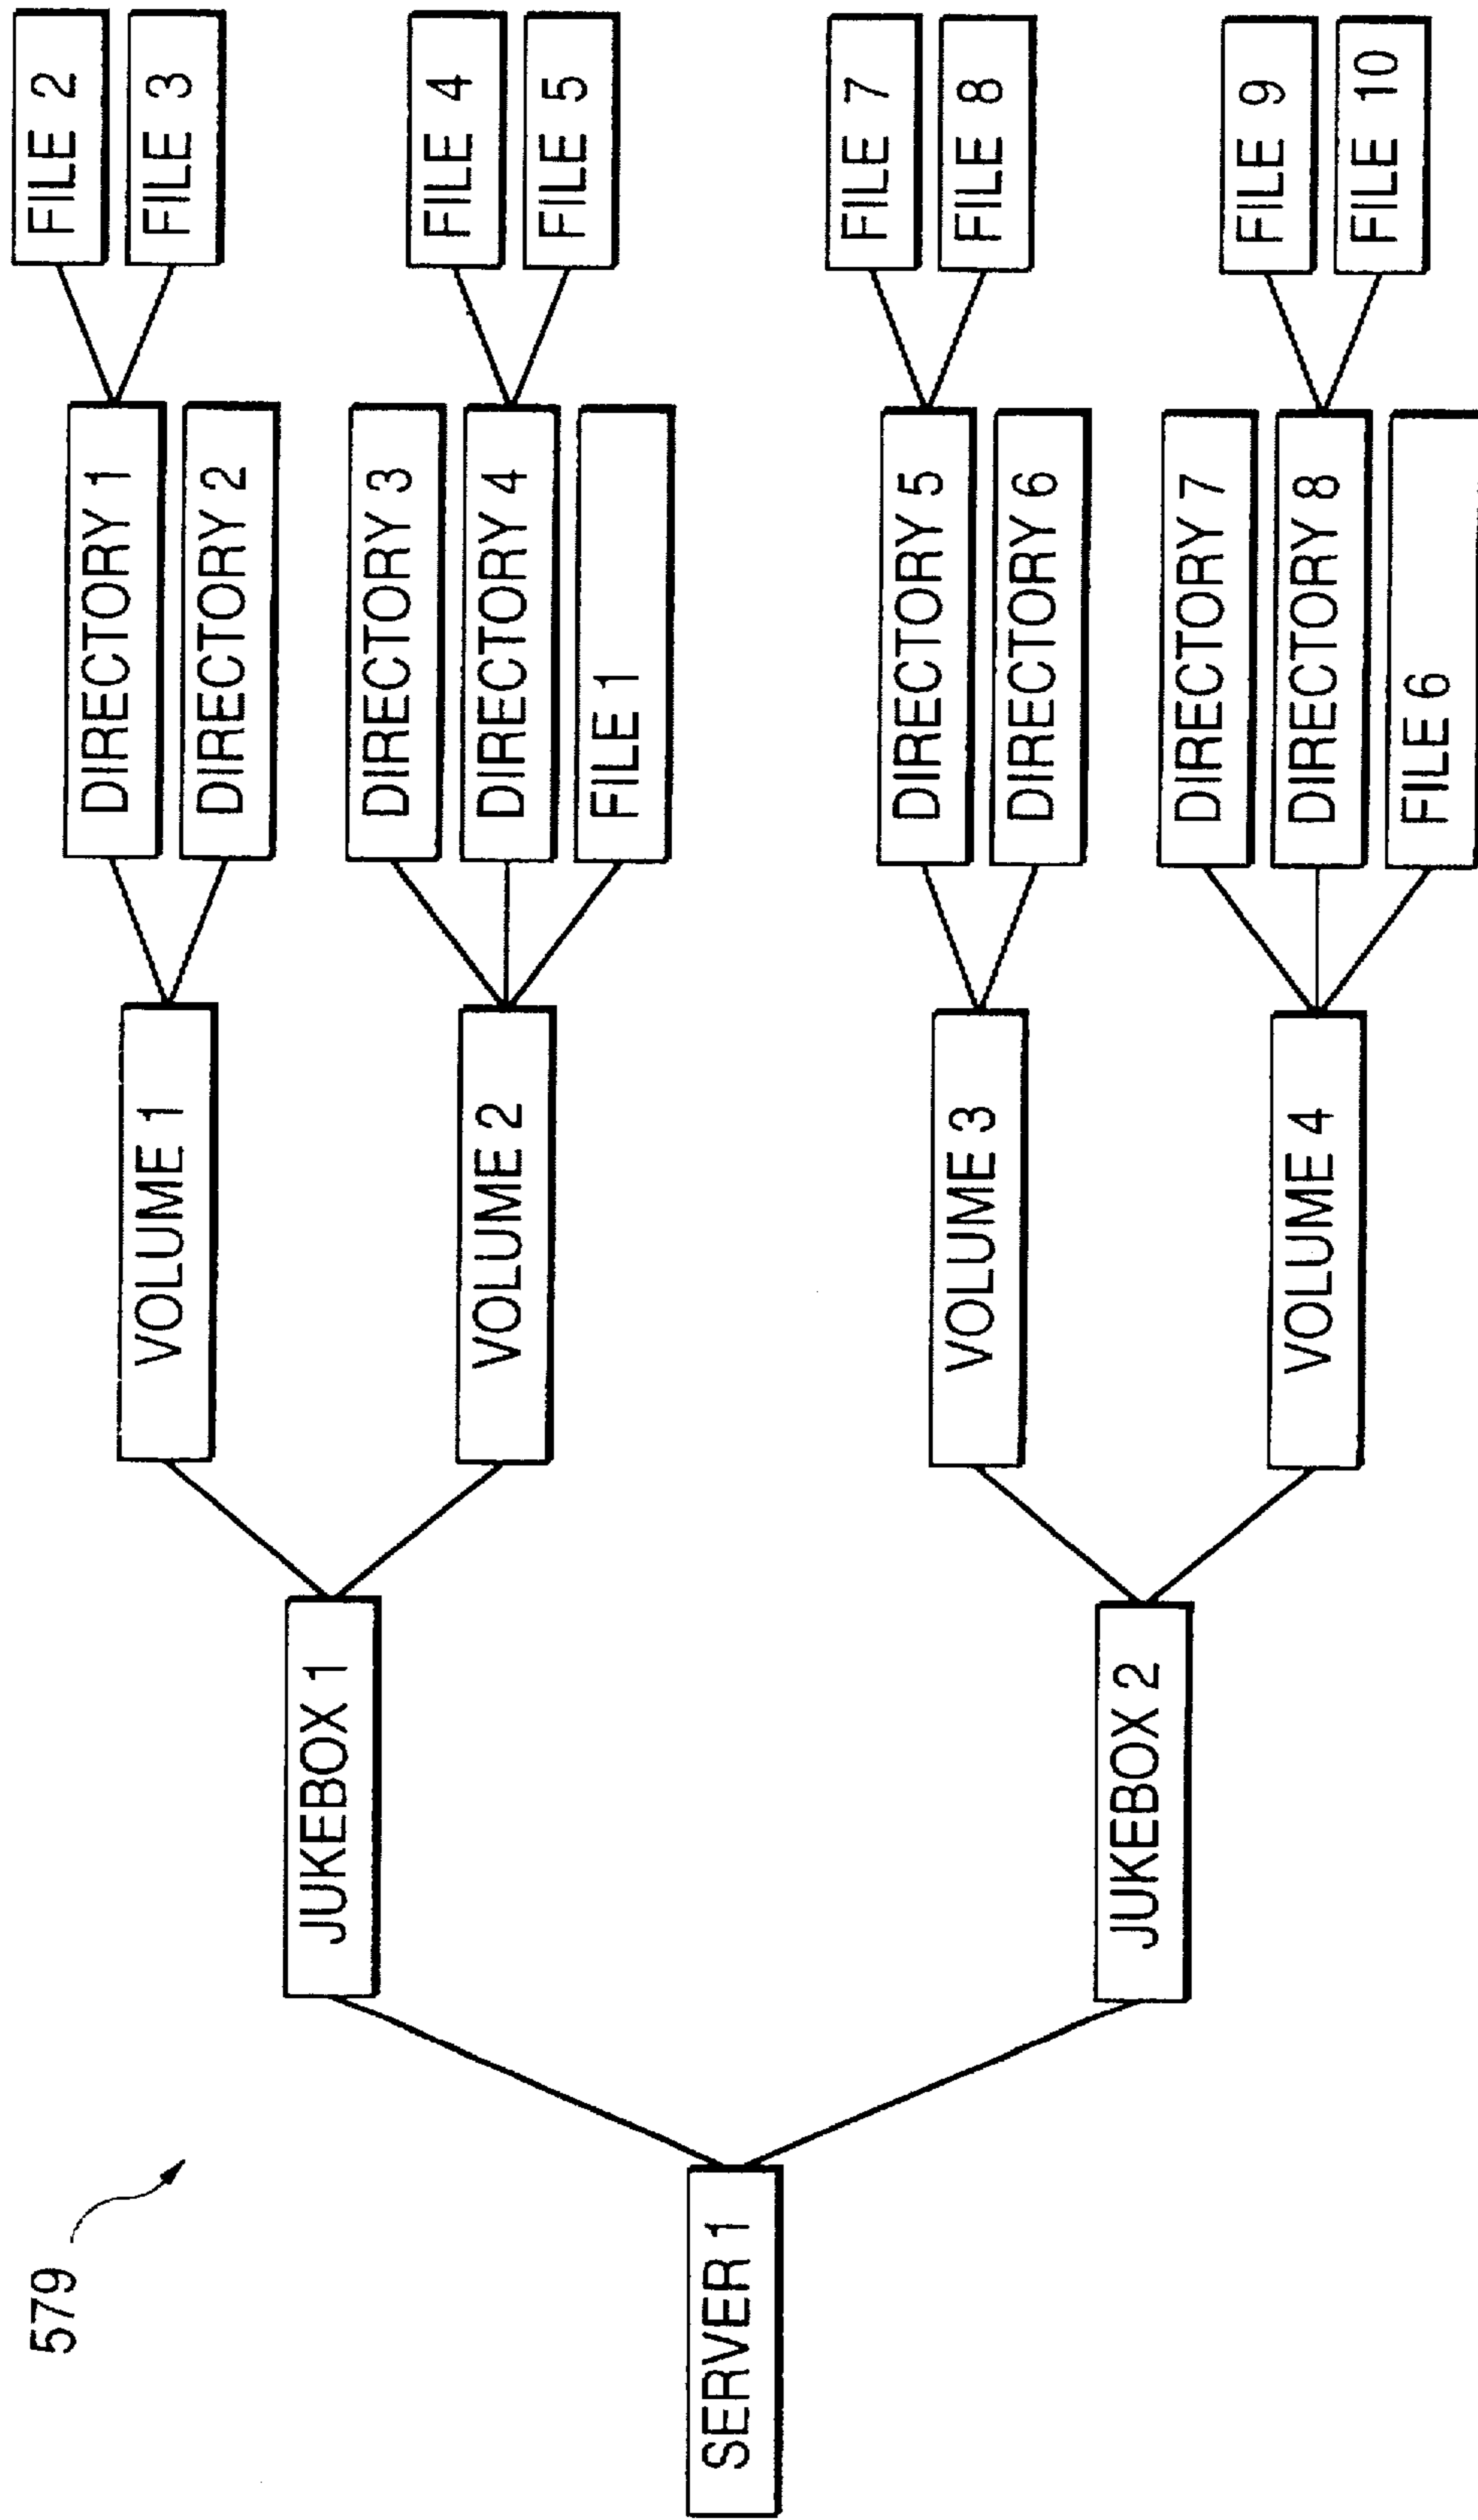 579
SERVER 1
JUKEBOX 1
JUKEBOX 2
VOLUME 1
VOLUME 2
VOLUME 3
VOLUME 4
DIRECTORY 1
DIRECTORY 2
DIRECTORY 3
DIRECTORY 4
FILE 1
DIRECTORY 5
DIRECTORY 6
DIRECTORY 7
DIRECTORY 8
FILE 6
FILE 2
FILE 3
FILE 4
FILE 5
FILE 7
FILE 8
FILE 9
FILE 10